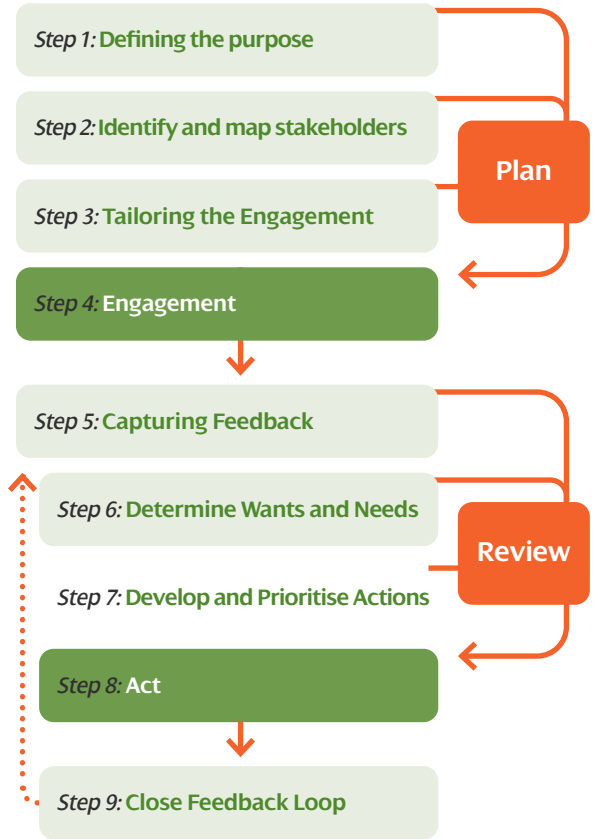 Step 1: Defining the purpose
Step 2: Identify and map stakeholders
Plan
Step 3: Tailoring the Engagement
Step 4: Engagement
Step 5: Capturing Feedback
Step 6: Determine Wants and Needs
Review
Step 7: Develop and Prioritise Actions
Step 8: Act
Step 9: Close Feedback Loop